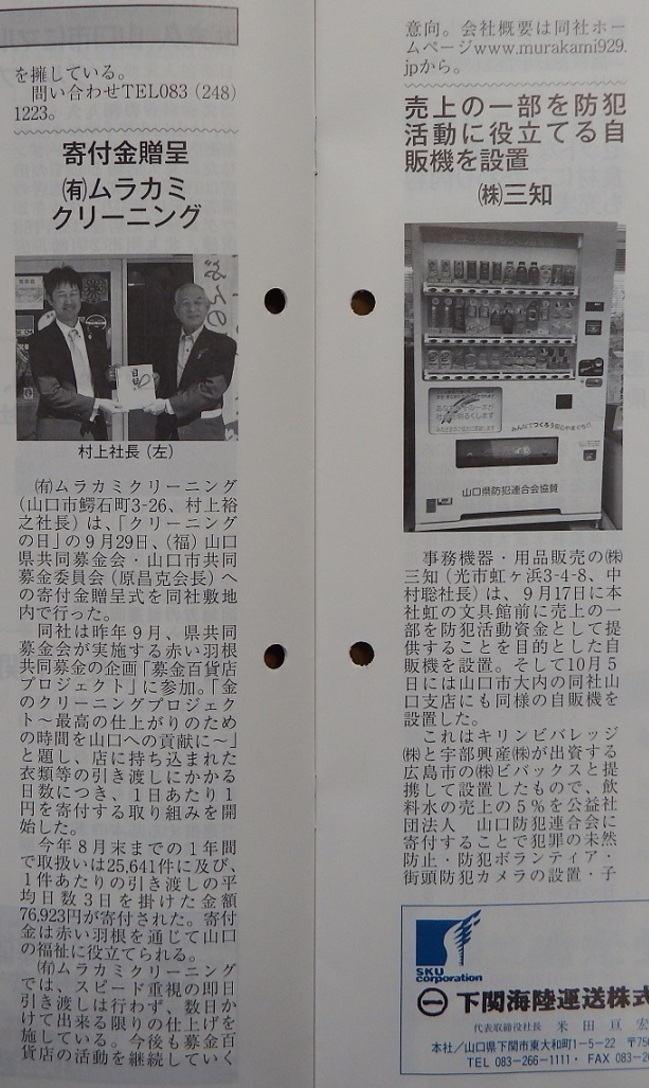 を擁している。
問い合わせTEL083（248）
1223。
寄付金贈呈
㈲ムラカミ
クリーニング
村上社長（左）
㈲ムラカミクリーニング
（山口市鰐石町3-26、村上裕
之社長）は、「クリーニング
の日」の９月29日、（福）山口
県共同募金会・山口市共同
募金委員会（原昌克会長）へ
の寄付金贈呈式を同社敷地
内で行った。
同社は昨年９月、県共同
募金会が実施する赤い羽根
共同募金の企画「募金百貨店
プロジェクト」に参加。「金
のクリーニングプロジェク
ト～最高の仕上がりのため
の時間を山口への貢献に～」
と題し、店に持ち込まれた
衣類等の引き渡しにかかる
日数につき、１日あたり１
円を寄付する取り組みを開
始した。
今年８月末までの１年間
で取扱いは25,641件に及び、
１件あたりの引き渡しの平
均日数３日を掛けた金額
76,923円が寄付された。寄付
金は赤い羽根を通じて山口
の福祉に役立てられる。
㈲ムラカミクリーニング
では、スピード重視の即日
引き渡しは行わず、数日か
けて出来る限りの仕上げを
施している。今後も募金百
貨店の活動を継続していく
意向。会社概要は同社ホー
ムページwww.murakami929.
jpから。
売上の一部を防犯
活動に役立てる自
販機を設置
㈱三知
みんなでつくろう安心やまぐち
山口県防犯連合会協賛
事務機器・用品販売の㈱
三知（光市虹ヶ浜3-4-8、中
村聡社長）は、９月17日に本
社虹の文具館前に売上の一
部を防犯活動資金として提
供することを目的とした自
販機を設置。そして10月５
日には山口市大内の同社山
口支店にも同様の自販機を
設置した。
これはキリンビバレッジ
㈱と宇部興産㈱が出資する
広島市の㈱ビバックスと提
携して設置したもので、飲
料水の売上の５％を公益社
団法人　山口防犯連合会に
寄付することで犯罪の未然
防止・防犯ボランティア・
街頭防犯カメラの設置・子
SKU
corporation
下関海陸運送株式
代表取締役社長　米田亘宏
本社／山口県下関市東大和町1－5－22　〒75
TEL 083-266-1111・FAX 083-26